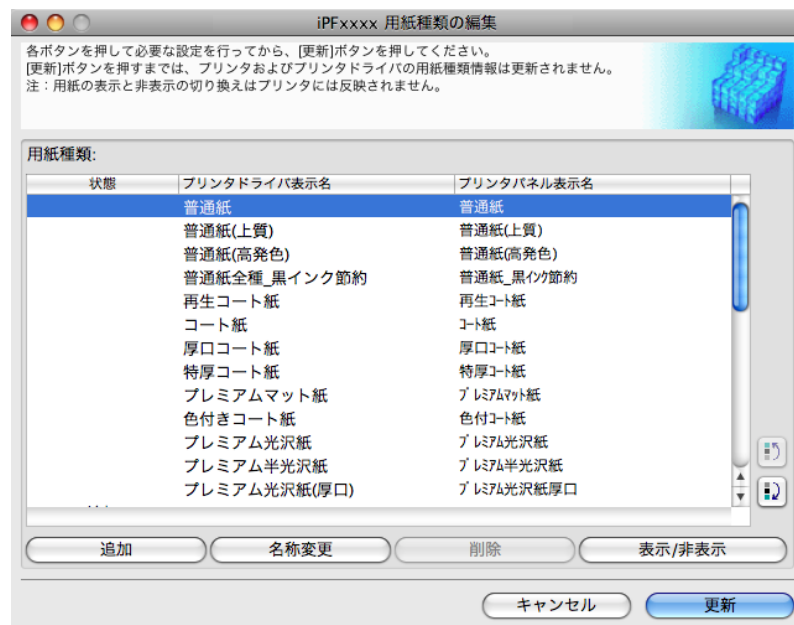 iPFxxxx 用紙種類の編集
各ボタンを押して必要な設定を行ってから、[更新]ボタンを押してください。
[更新]ボタンを押すまでは、プリンタおよびプリンタドライバの用紙種類情報は更新されません。
注：用紙の表示と非表示の切り換えはプリンタには反映されません。
用紙種類:
状態 プリンタドライバ表示名 プリンタパネル表示名
普通紙 普通紙
普通紙(上質) 普通紙(上質)
普通紙(高発色) 普通紙(高発色)
普通紙全種_黒インク節約 普通紙_黒ｲﾝｸ節約
再生コート紙 再生ｺｰﾄ紙
コート紙 ｺｰﾄ紙
厚口コート紙 厚口ｺｰﾄ紙
特厚コート紙 特厚ｺｰﾄ紙
プレミアムマット紙 ﾌﾟﾚﾐｱﾑﾏｯﾄ紙
色付きコート紙 色付ｺｰﾄ紙
プレミアム光沢紙 ﾌﾟﾚﾐｱﾑ光沢紙
プレミアム半光沢紙 ﾌﾟﾚﾐｱﾑ半光沢紙
プレミアム光沢紙(厚口) ﾌﾟﾚﾐｱﾑ光沢紙厚口
追加 名称変更 削除 表示/非表示
キャンセル 更新